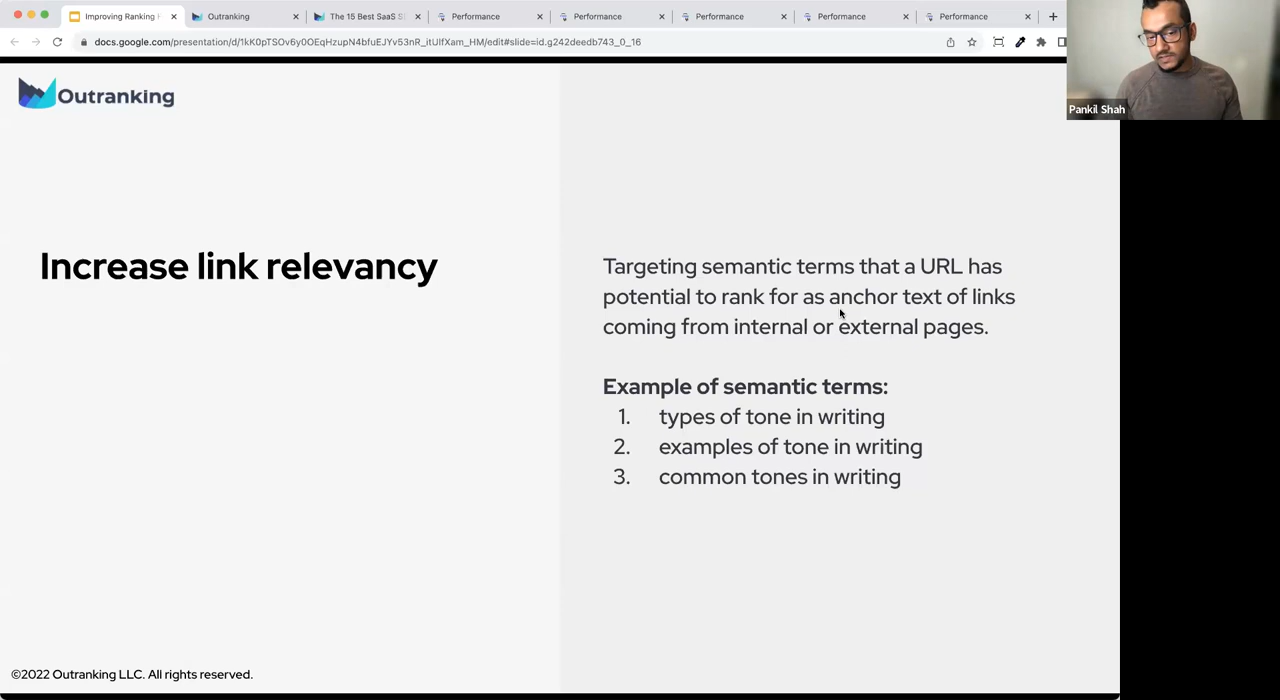 Improving Ranking H
Outranking
The 15 Best SaaS S
Performance
Performance
Performance
Performance
Performance
docs.google.com/presentation/d/1kK0pTSOv6y0OEqHzupN4bfuEJYv53nR_itUlfXam_HM/edit#slide=id.g242deedb743_0_16
Pankil Shah
Outranking
Increase link relevancy
Targeting semantic terms that a URL has
potential to rank for as anchor text of links
coming from internal or external pages.
Example of semantic terms:
1. types of tone in writing
2. examples of tone in writing
3. common tones in writing
©2022 Outranking LLC. All rights reserved.